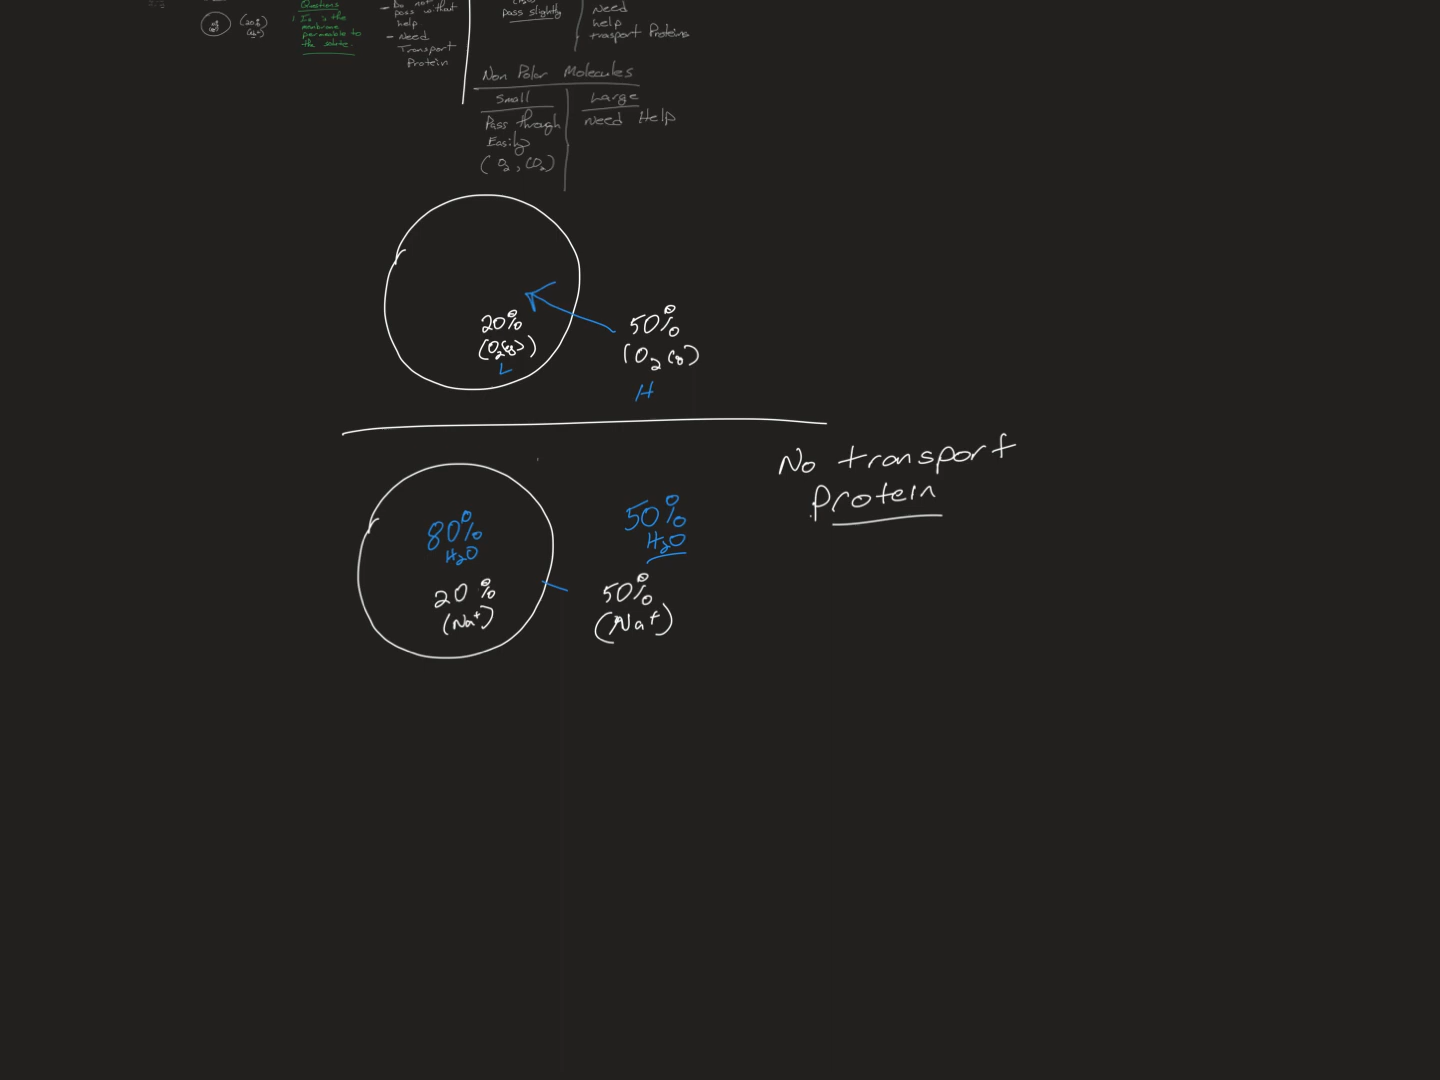 Questions
1. Is the
membrane
permeable to
the solute.
(20%)
- Do not
pass without
help
- Need
Transport
Protein
pass slightly
Need
help
trasport Proteins
Non Polar Molecules
Small
Large
Pass through
Easily
(O₂, CO₂)
Need Help
20%
(O₂(g))
L
50%
(O₂(g))
H
No transport
Protein
80%
H₂O
20%
(Na⁺)
50%
H₂O
50%
(Na⁺)